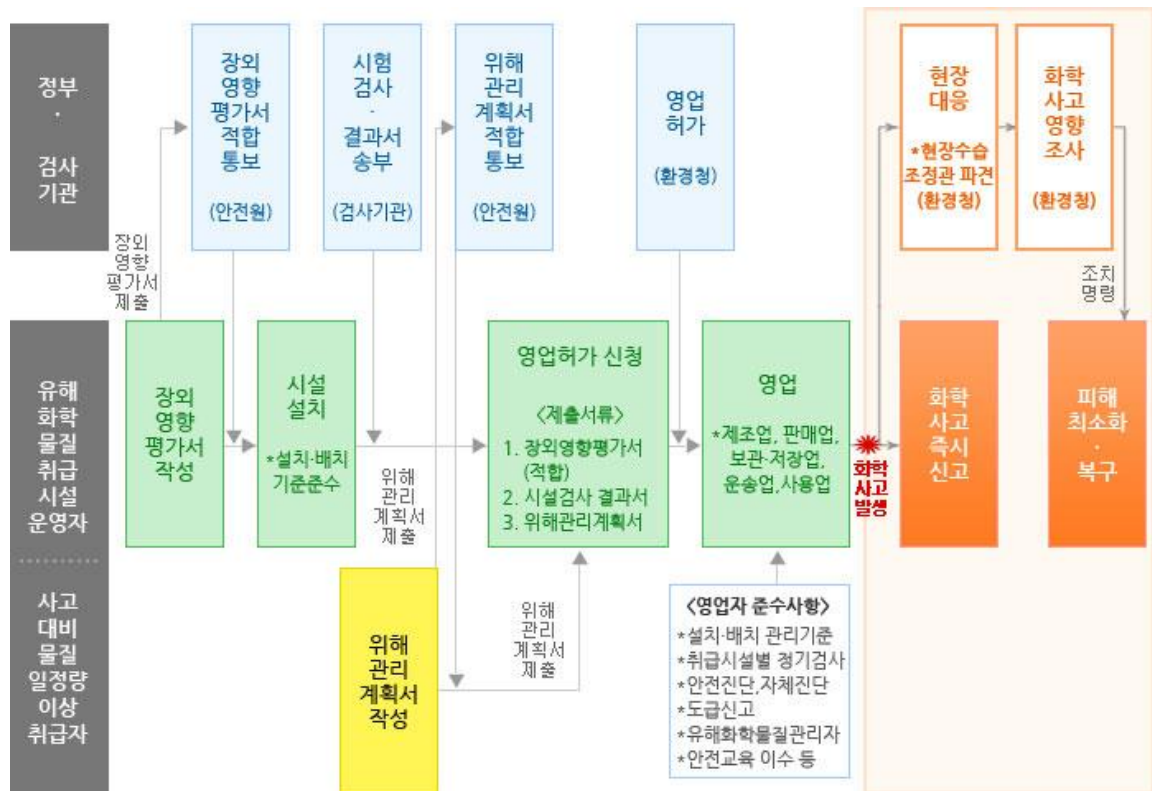 정부
·
검사
기관
장외
영향
평가서
적합
통보
(안전원)
시험
검사
·
결과서
송부
(검사기관)
위해
관리
계획서
적합
통보
(안전원)
영업
허가
(환경청)
현장
대응
*현장수습
조정관 파견
(환경청)
화학
사고
영향
조사
(환경청)
장외
영향
평가서
제출
조치
명령
유해
화학
물질
취급
시설
운영자
장외
영향
평가서
작성
시설
설치
*설치·배치
기준준수
위해
관리
계획서
제출
영업허가 신청
<제출서류>
1. 장외영향평가서
(적합)
2. 시설검사 결과서
3. 위해관리계획서
영업
*제조업, 판매업,
보관·저장업,
운송업,사용업
화학
사고
발생
화학
사고
즉시
신고
피해
최소화
·
복구
사고
대비
물질
일정량
이상
취급자
위해
관리
계획서
작성
위해
관리
계획서
제출
<영업자 준수사항>
*설치·배치 관리기준
*취급시설별 정기검사
*안전진단,자체진단
*도급신고
*유해화학물질관리자
*안전교육 이수 등